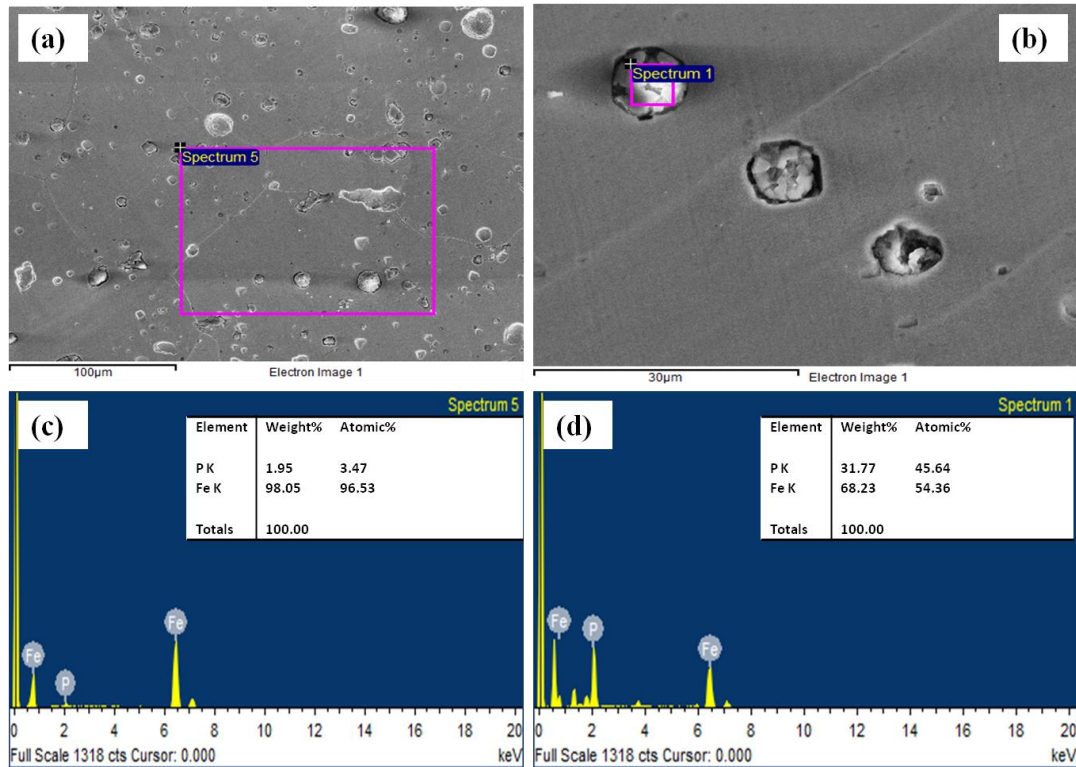 (a)
Spectrum 5
100µm Electron Image 1
(b)
Spectrum 1
30µm Electron Image 1
(c)
Spectrum 5
Element Weight% Atomic%
P K 1.95 3.47
Fe K 98.05 96.53
Totals 100.00
Fe
P
Fe
0 2 4 6 8 10 12 14 16 18 20
Full Scale 1318 cts Cursor: 0.000 keV
(d)
Spectrum 1
Element Weight% Atomic%
P K 31.77 45.64
Fe K 68.23 54.36
Totals 100.00
Fe
P
Fe
0 2 4 6 8 10 12 14 16 18 20
Full Scale 1318 cts Cursor: 0.000 keV